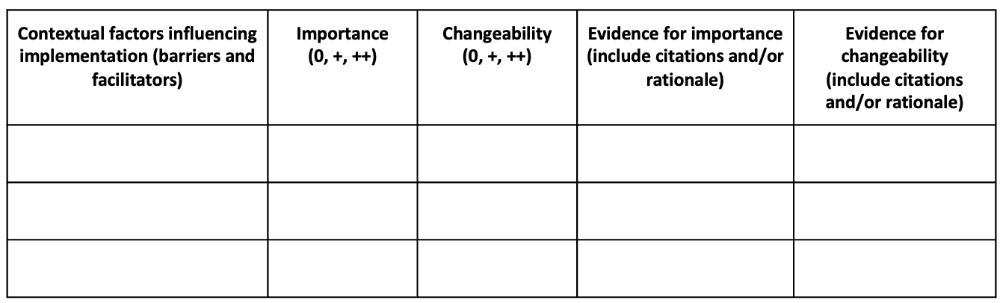 Contextual factors influencing
implementation (barriers and
facilitators)
Importance
(0, +, ++)
Changeability
(0, +, ++)
Evidence for importance
(include citations and/or
rationale)
Evidence for
changeability
(include citations
and/or rationale)